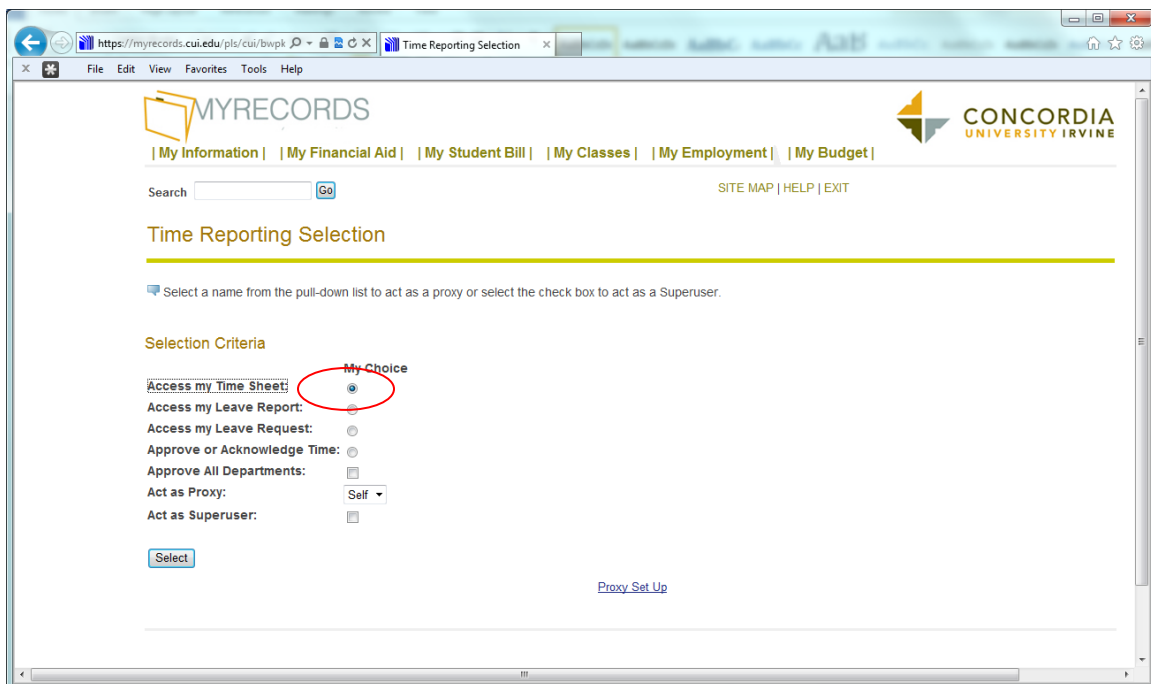 https://myrecords.cui.edu/pls/cui/bwpk
Time Reporting Selection
File Edit View Favorites Tools Help
MYRECORDS
CONCORDIA
UNIVERSITY IRVINE
| My Information | | My Financial Aid | | My Student Bill | | My Classes | | My Employment | | My Budget |
Search Go SITE MAP | HELP | EXIT
Time Reporting Selection
Select a name from the pull-down list to act as a proxy or select the check box to act as a Superuser.
Selection Criteria
My Choice
Access my Time Sheet:
Access my Leave Report:
Access my Leave Request:
Approve or Acknowledge Time:
Approve All Departments:
Act as Proxy: Self
Act as Superuser:
Select
Proxy Set Up